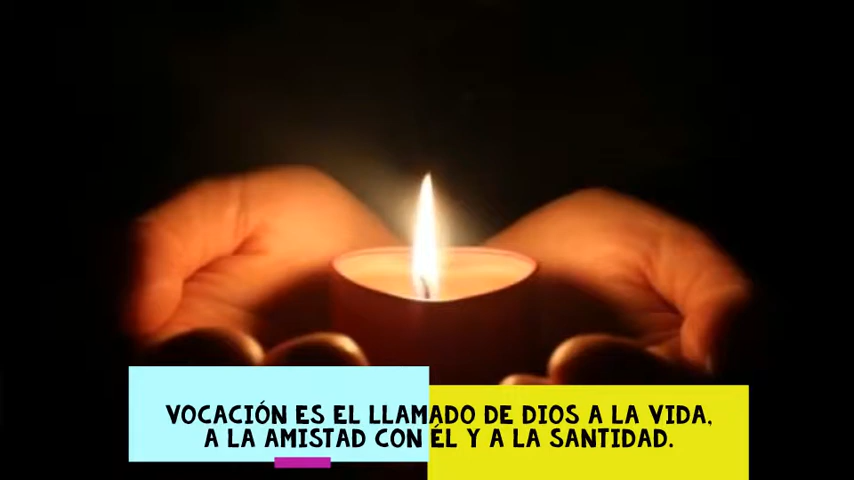 VOCACIÓN ES EL LLAMADO DE DIOS A LA VIDA,
A LA AMISTAD CON ÉL Y A LA SANTIDAD.